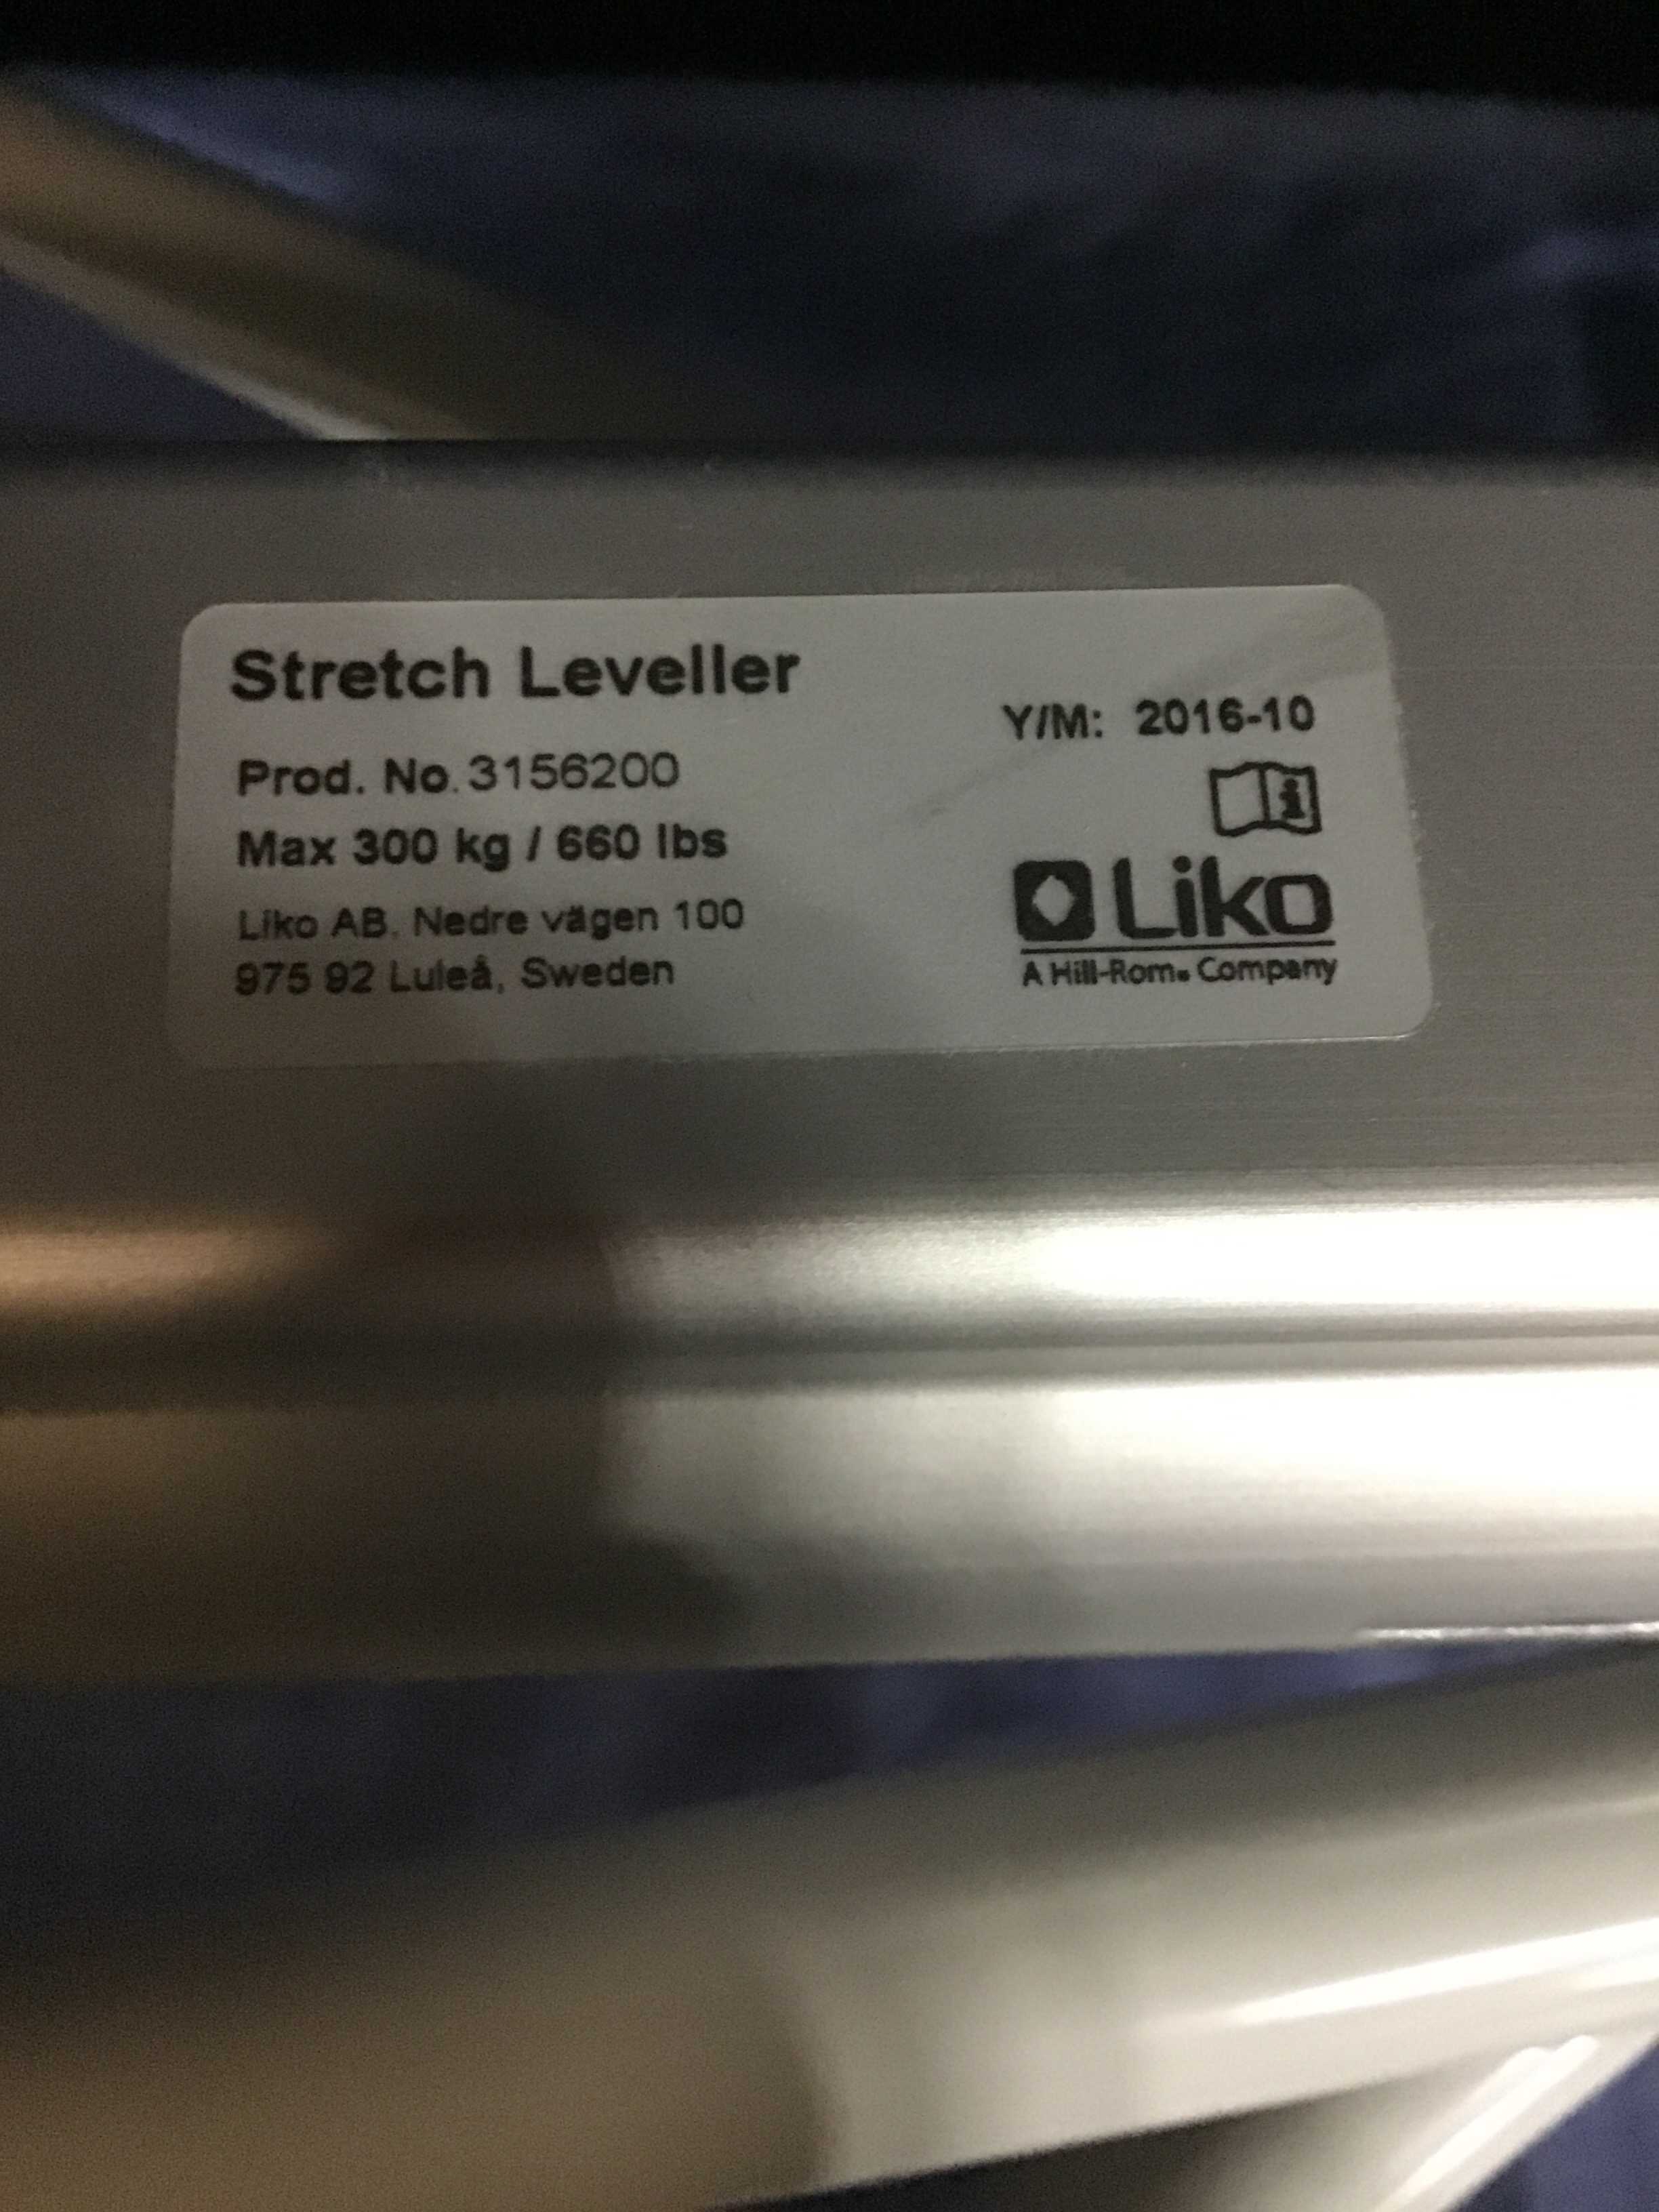 Stretch Leveller
Y/M: 2016-10
Prod. No. 3156200
Max 300 kg / 660 lbs
Liko AB. Nedre vägen 100
975 92 Luleå, Sweden
Liko
A Hill-Rom® Company